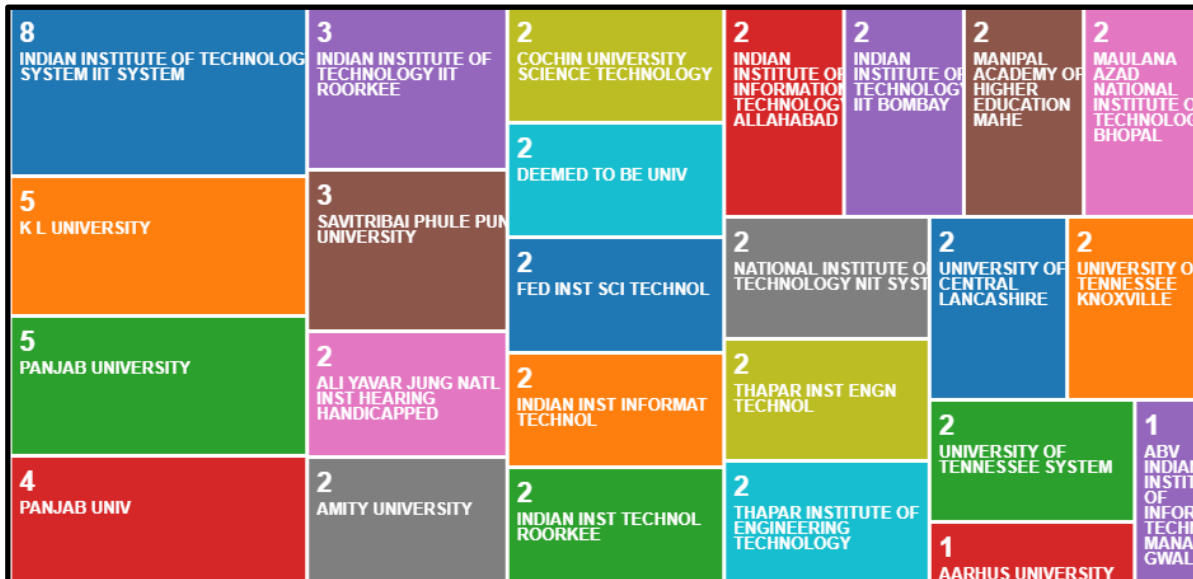 8
INDIAN INSTITUTE OF TECHNOLOG
SYSTEM IIT SYSTEM
5
K L UNIVERSITY
5
PANJAB UNIVERSITY
4
PANJAB UNIV
3
INDIAN INSTITUTE OF
TECHNOLOGY IIT
ROORKEE
3
SAVITRIBAI PHULE PUN
UNIVERSITY
2
ALI YAVAR JUNG NATL
INST HEARING
HANDICAPPED
2
AMITY UNIVERSITY
2
COCHIN UNIVERSITY
SCIENCE TECHNOLOGY
2
DEEMED TO BE UNIV
2
FED INST SCI TECHNOL
2
INDIAN INST INFORMAT
TECHNOL
2
INDIAN INST TECHNOL
ROORKEE
2
INDIAN
INSTITUTE OF
INFORMATION
TECHNOLOGY
ALLAHABAD
2
INDIAN
INSTITUTE OF
TECHNOLOGY
IIT BOMBAY
2
MANIPAL
ACADEMY OF
HIGHER
EDUCATION
MAHE
2
MAULANA
AZAD
NATIONAL
INSTITUTE O
TECHNOLOG
BHOPAL
2
NATIONAL INSTITUTE O
TECHNOLOGY NIT SYST
2
THAPAR INST ENGN
TECHNOL
2
THAPAR INSTITUTE OF
ENGINEERING
TECHNOLOGY
2
UNIVERSITY OF
CENTRAL
LANCASHIRE
2
UNIVERSITY O
TENNESSEE
KNOXVILLE
2
UNIVERSITY OF
TENNESSEE SYSTEM
1
AARHUS UNIVERSITY
1
ABV
INDIA
INSTIT
OF
INFOR
TECH
MANA
GWAL